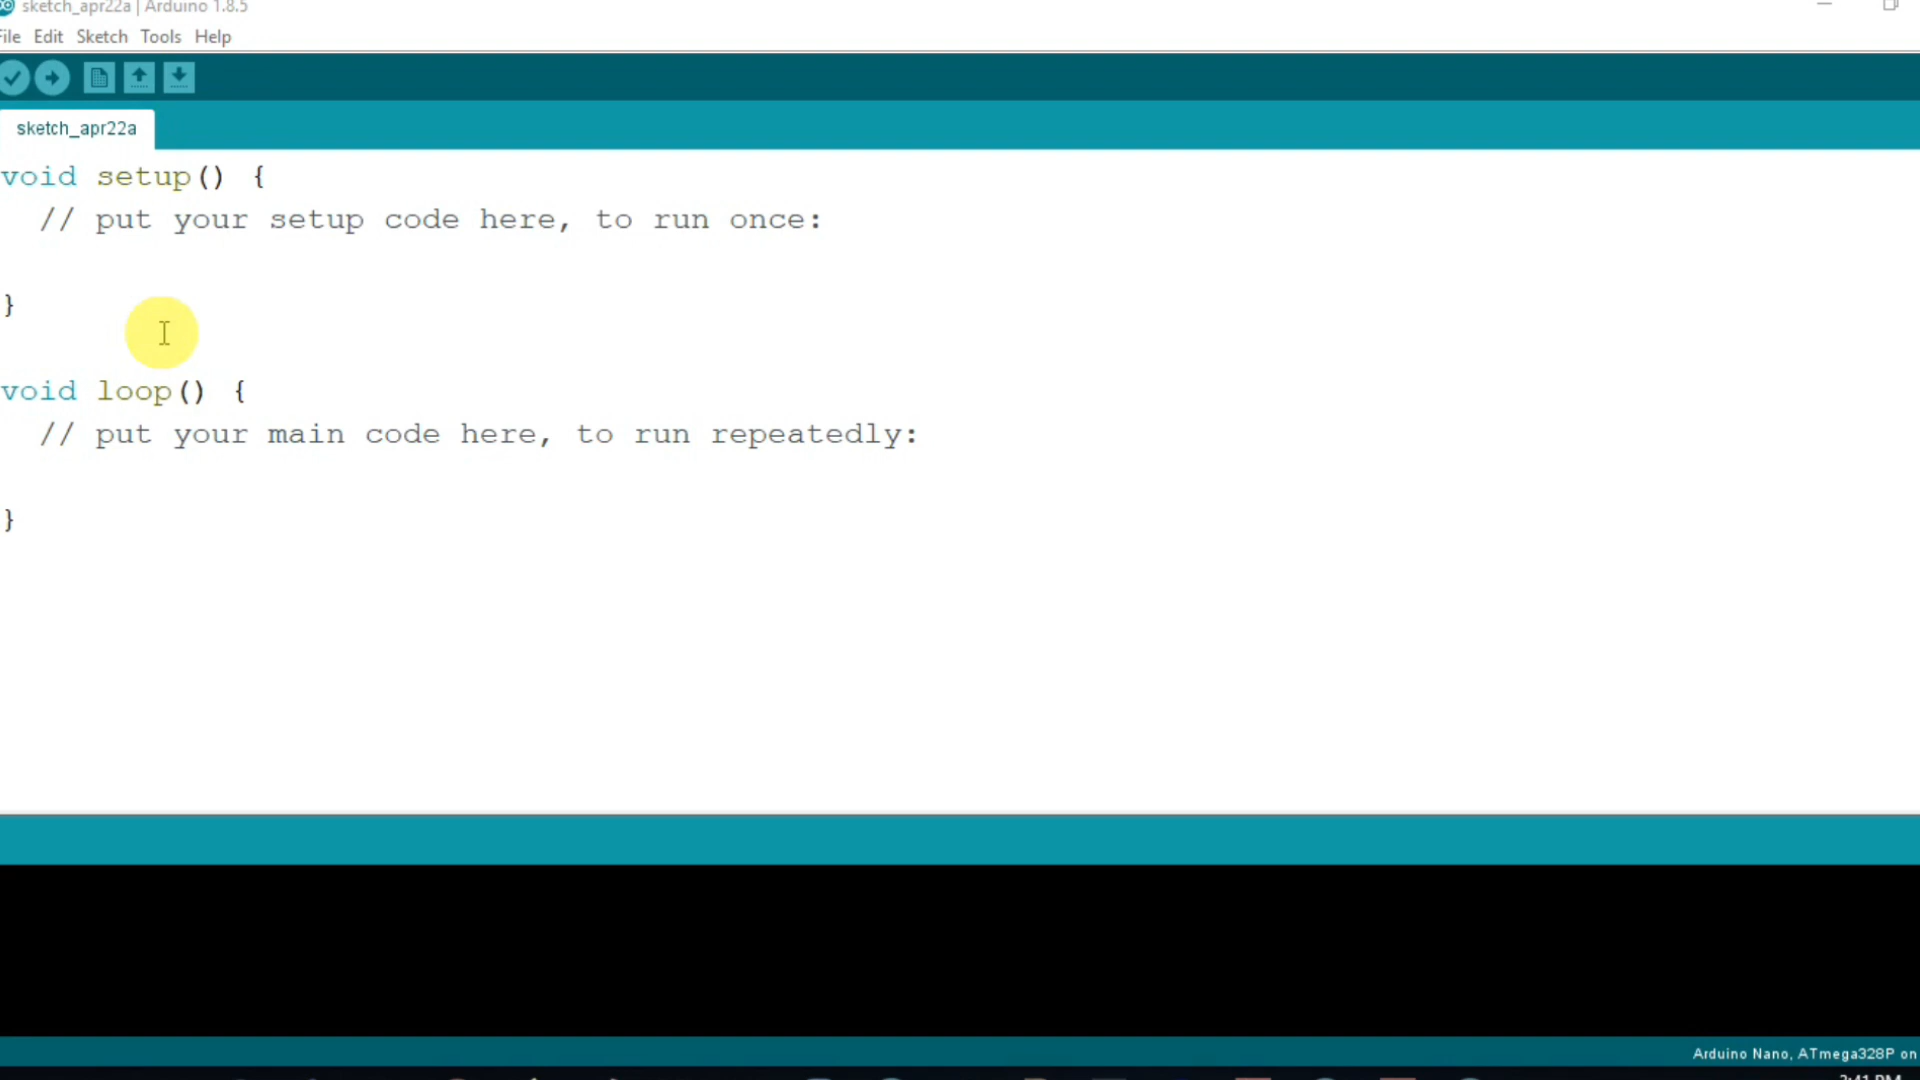 sketch_apr22a | Arduino 1.8.5
File Edit Sketch Tools Help
sketch_apr22a
void setup() {
// put your setup code here, to run once:
}
void loop() {
// put your main code here, to run repeatedly:
}
Arduino Nano, ATmega328P on